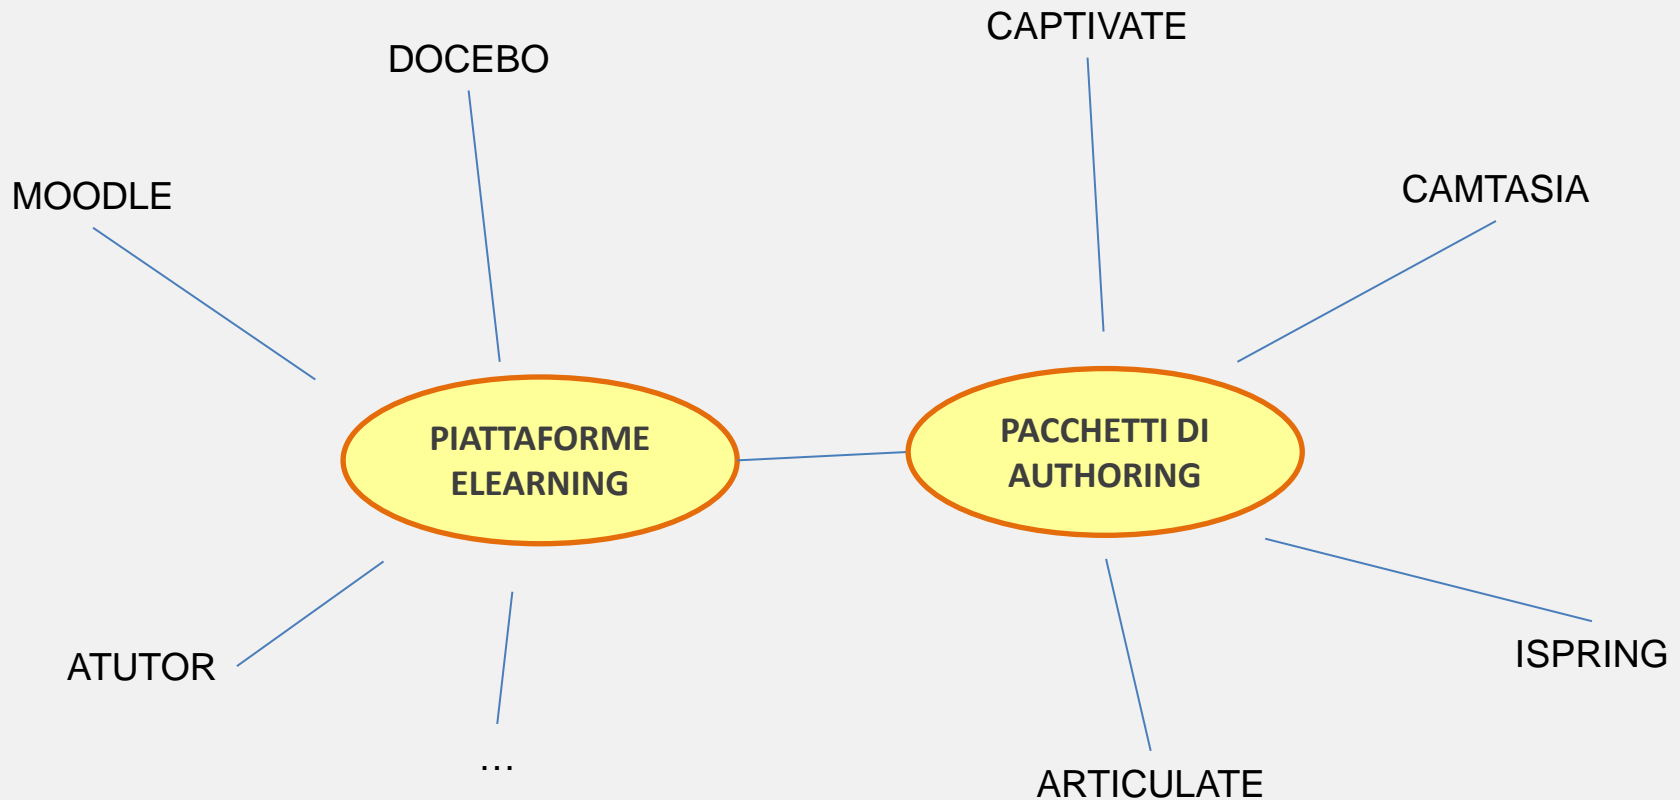 CAPTIVATE
DOCEBO
MOODLE
CAMTASIA
PIATTAFORME
ELEARNING
PACCHETTI DI
AUTHORING
ATUTOR
ISPRING
…
ARTICULATE